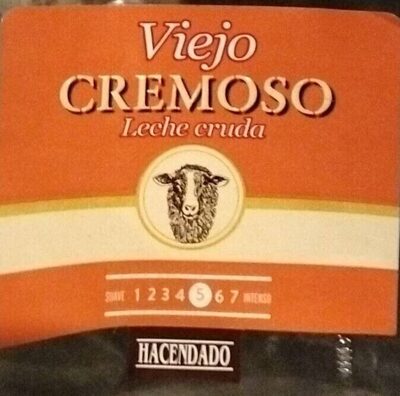 Viejo
CREMOSO
Leche cruda
SUAVE 1 2 3 4 5 6 7 INTENSO
HACENDADO